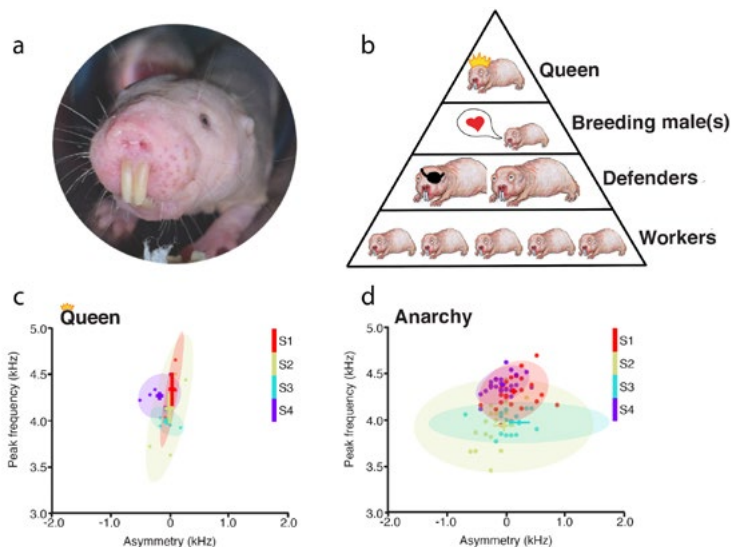 a
b
Queen
Breeding male(s)
Defenders
Workers
c
Queen
5.0
4.5
4.0
3.5
3.0
Peak frequency (kHz)
-2.0
-1.0
0
1.0
2.0
Asymmetry (kHz)
S1
S2
S3
S4
d
Anarchy
5.0
4.5
4.0
3.5
3.0
Peak frequency (kHz)
-2.0
-1.0
0
1.0
2.0
Asymmetry (kHz)
S1
S2
S3
S4